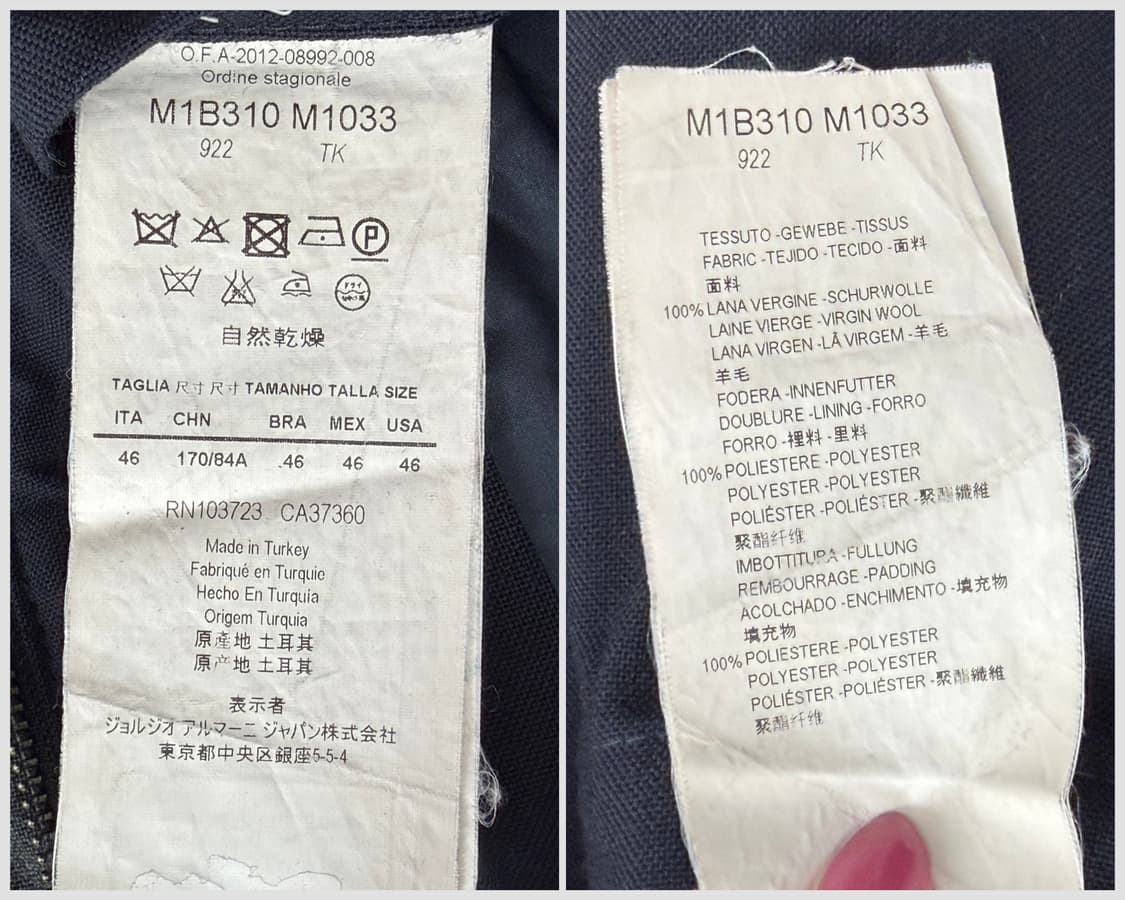 O.F.A-2012-08992-008
Ordine stagionale
M1B310 M1033
922 TK
P
ドライ
自然乾燥
TAGLIA 尺寸 尺寸 TAMANHO TALLA SIZE
ITA CHN BRA MEX USA
46 170/84A .46 46 46
RN103723 CA37360
Made in Turkey
Fabriqué en Turquie
Hecho En Turquia
Origem Turquia
原產地 土耳其
原产地 土耳其
表示者
ジョルジオ アルマーニ ジャパン株式会社
東京都中央区銀座5-5-4
M1B310 M1033
922 TK
TESSUTO -GEWEBE -TISSUS
FABRIC -TEJIDO -TECIDO -面料
面料
100% LANA VERGINE -SCHURWOLLE
LAINE VIERGE -VIRGIN WOOL
LANA VIRGEN -LÃ VIRGEM -羊毛
羊毛
FODERA -INNENFUTTER
DOUBLURE -LINING -FORRO
FORRO -裡料 -里料
100% POLIESTERE -POLYESTER
POLYESTER -POLYESTER
POLIÉSTER -POLIÉSTER -聚酯纖維
聚酯纤维
IMBOTTITURA -FULLUNG
REMBOURRAGE -PADDING
ACOLCHADO -ENCHIMENTO -填充物
填充物
100% POLIESTERE -POLYESTER
POLYESTER -POLYESTER
POLIÉSTER -POLIÉSTER -聚酯纖維
聚酯纤维